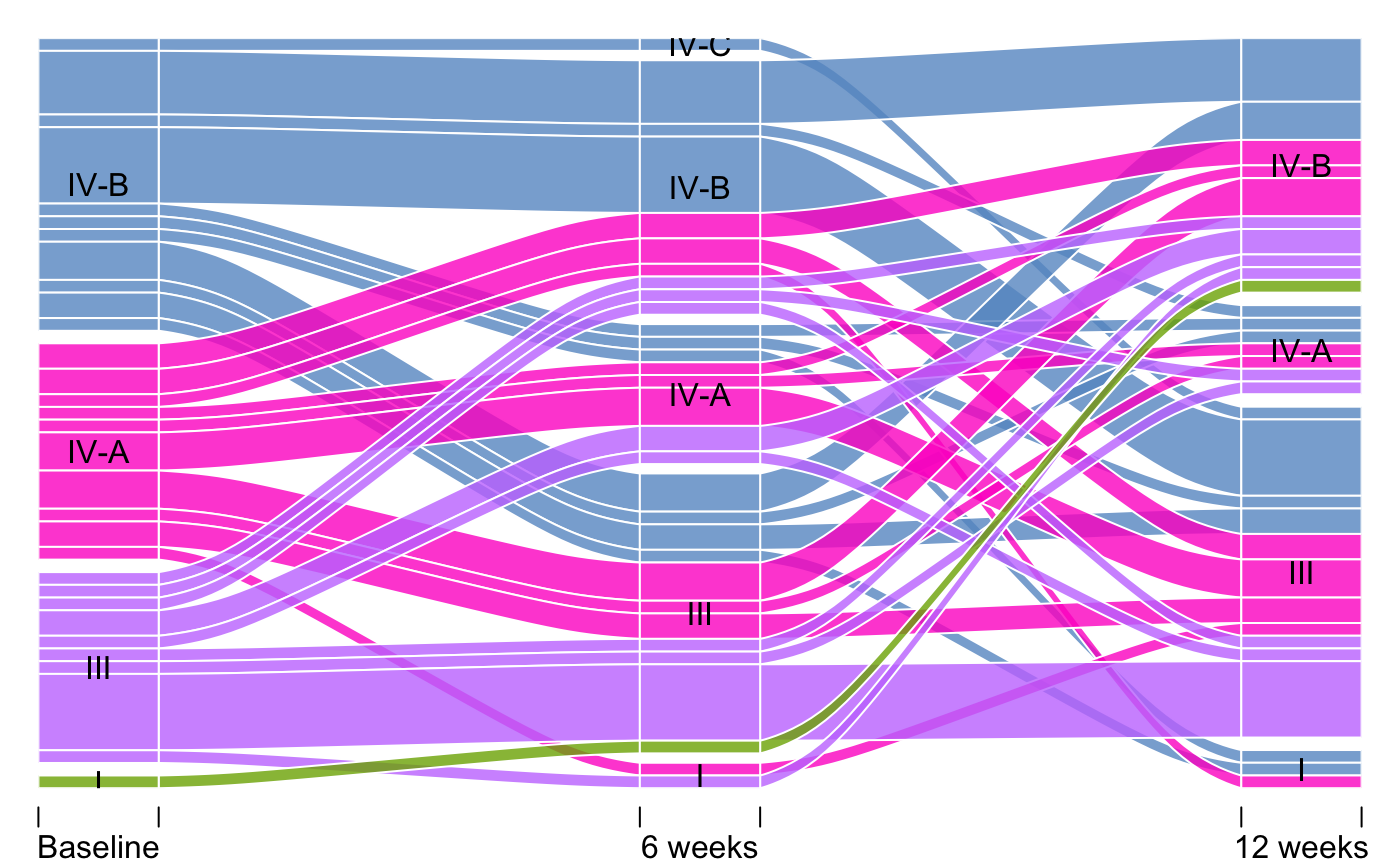 IV-C
IV-B
IV-B
IV-B
IV-A
IV-A
IV-A
III
III
III
I
I
I
Baseline
6 weeks
12 weeks